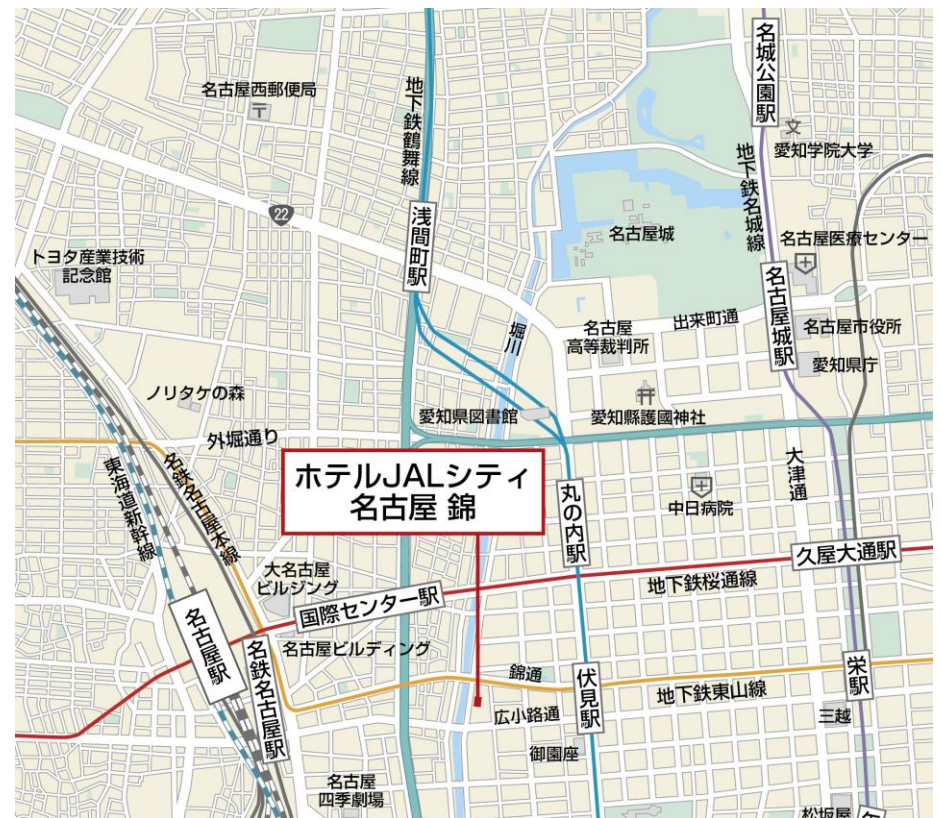 名城公園駅
名古屋西郵便局
地下鉄鶴舞線
愛知学院大学
地下鉄名城線
22
浅間町駅
名古屋城
名古屋医療センター
トヨタ産業技術
記念館
名古屋城駅
堀川
名古屋
高等裁判所
出来町通
名古屋市役所
愛知県庁
ノリタケの森
愛知県図書館
愛知縣護國神社
外堀通り
東海道新幹線
名鉄名古屋本線
ホテルJALシティ
名古屋 錦
丸の内駅
中日病院
大津通
久屋大通駅
大名古屋
ビルジング
国際センター駅
地下鉄桜通線
名古屋駅
名鉄名古屋駅
名古屋ビルディング
錦通
伏見駅
地下鉄東山線
栄駅
広小路通
三越
御園座
名古屋
四季劇場
松坂屋